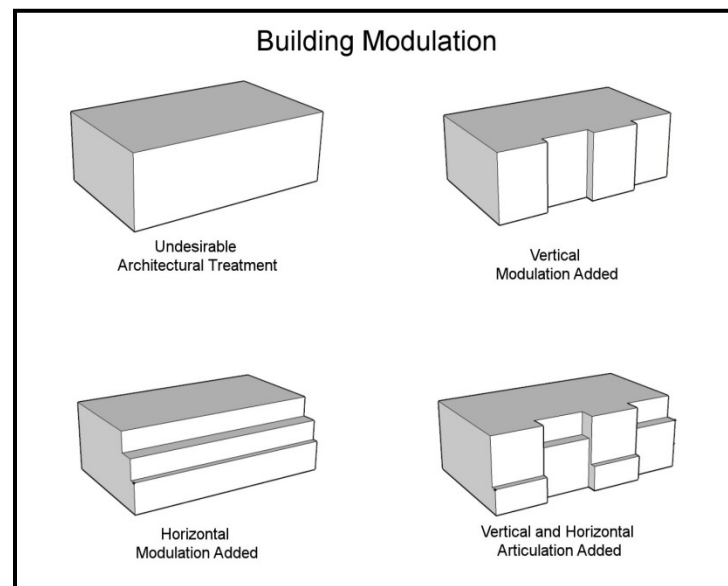 Building Modulation
Undesirable
Architectural Treatment
Vertical
Modulation Added
Horizontal
Modulation Added
Vertical and Horizontal
Articulation Added